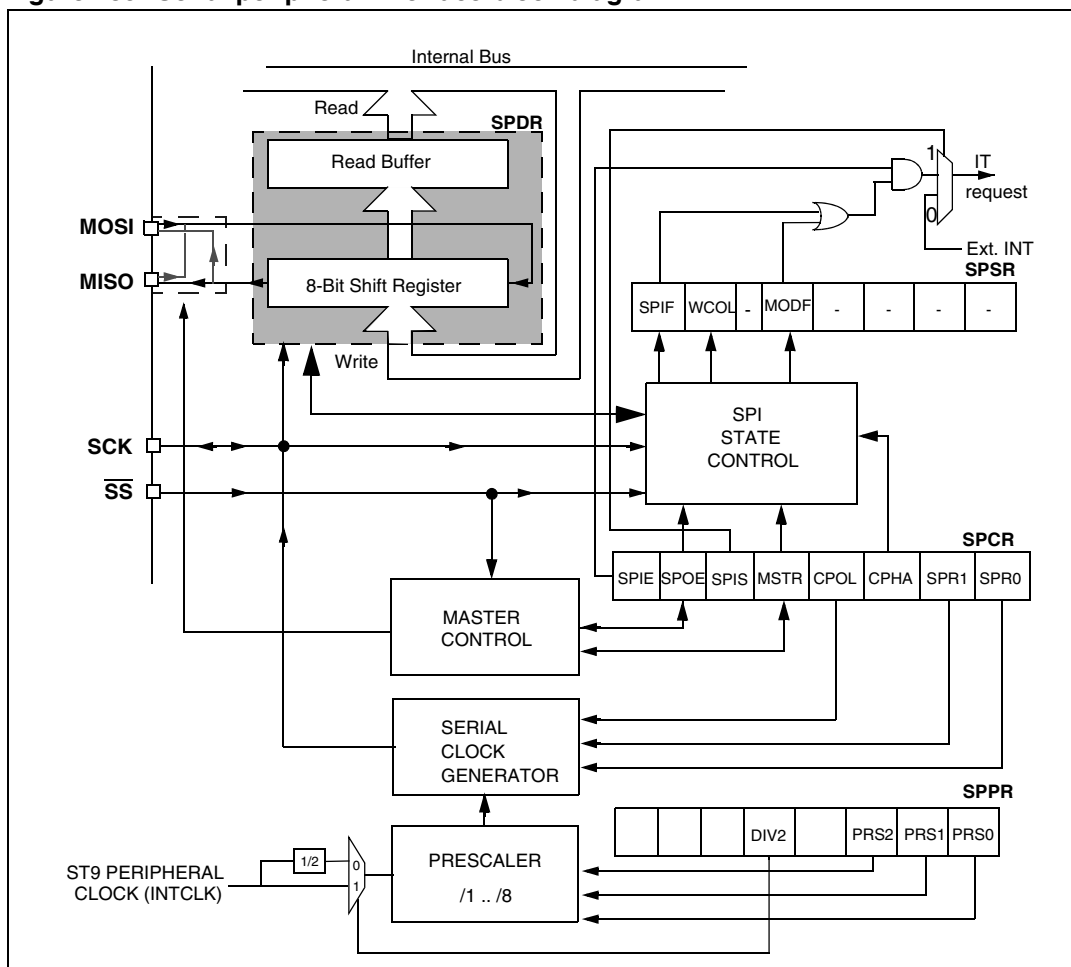 Internal Bus
Read
SPDR
Read Buffer
1
IT
request
MOSI
0
Ext. INT
MISO
8-Bit Shift Register
SPSR
SPIF WCOL - MODF - - - -
Write
SPI
STATE
CONTROL
SCK
SS
SPCR
SPIE SPOE SPIS MSTR CPOL CPHA SPR1 SPR0
MASTER
CONTROL
SERIAL
CLOCK
GENERATOR
SPPR
DIV2 PRS2 PRS1 PRS0
PRESCALER
/1 .. /8
1/2
0
1
ST9 PERIPHERAL
CLOCK (INTCLK)